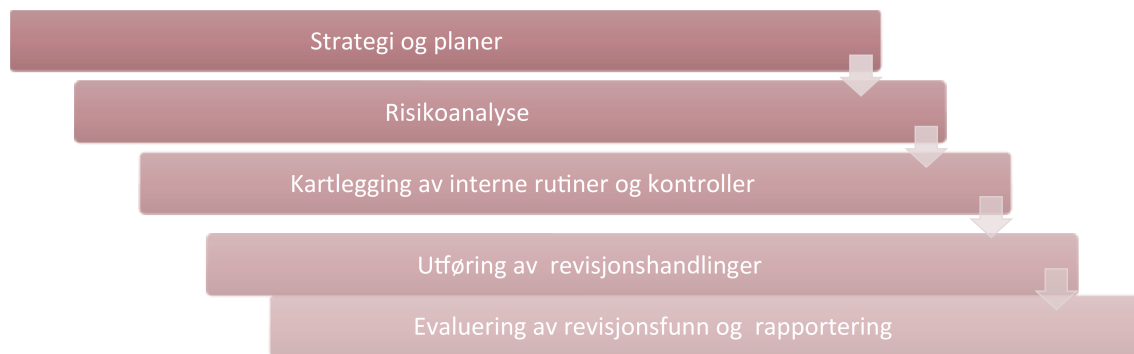 Strategi og planer
Risikoanalyse
Kartlegging av interne rutiner og kontroller
Utføring av  revisjonshandlinger
Evaluering av revisjonsfunn og  rapportering